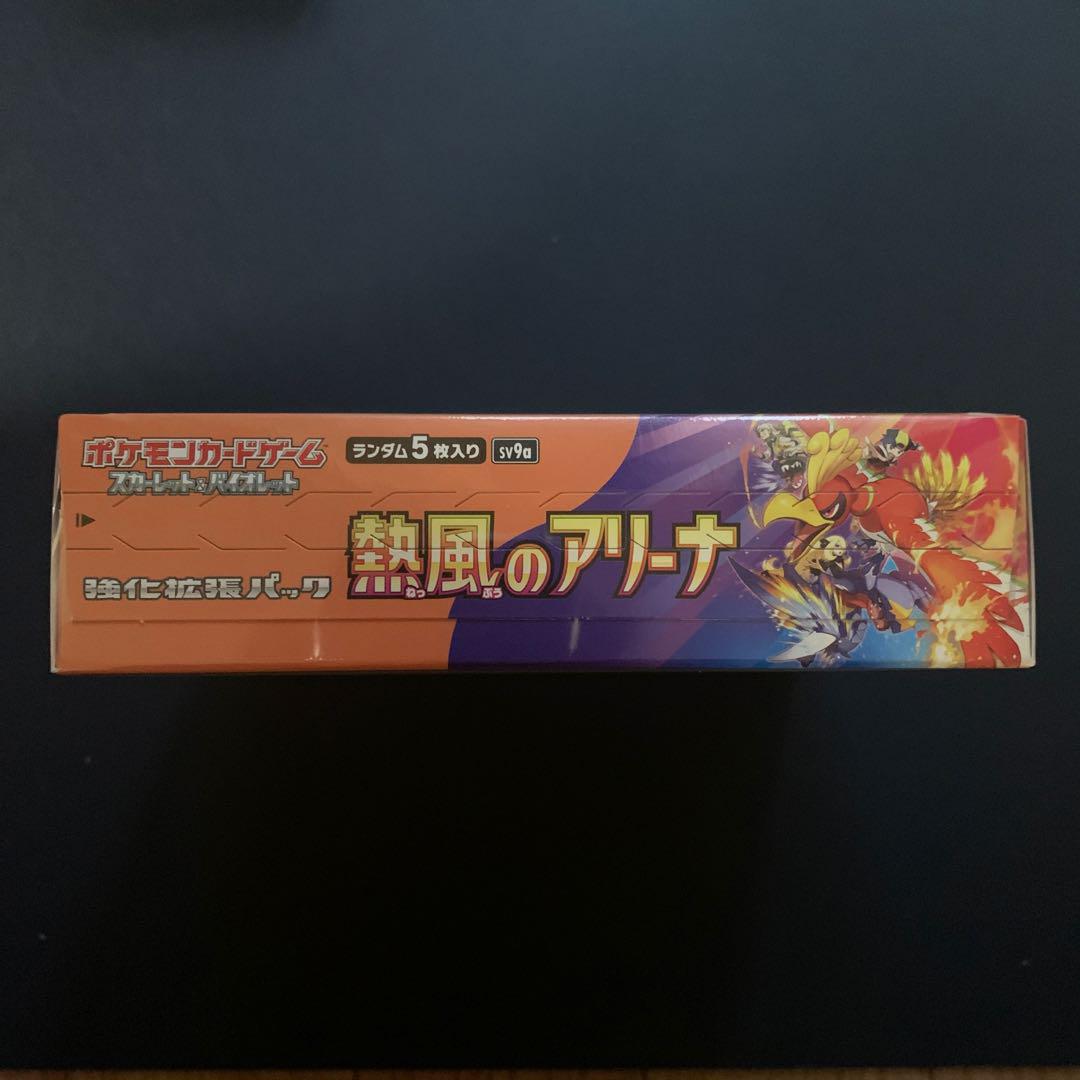 ポケモンカードゲーム
スカーレット&バイオレット
ランダム5枚入り sv9a
強化拡張パック
熱風のアリーナ
ねっ ぷう